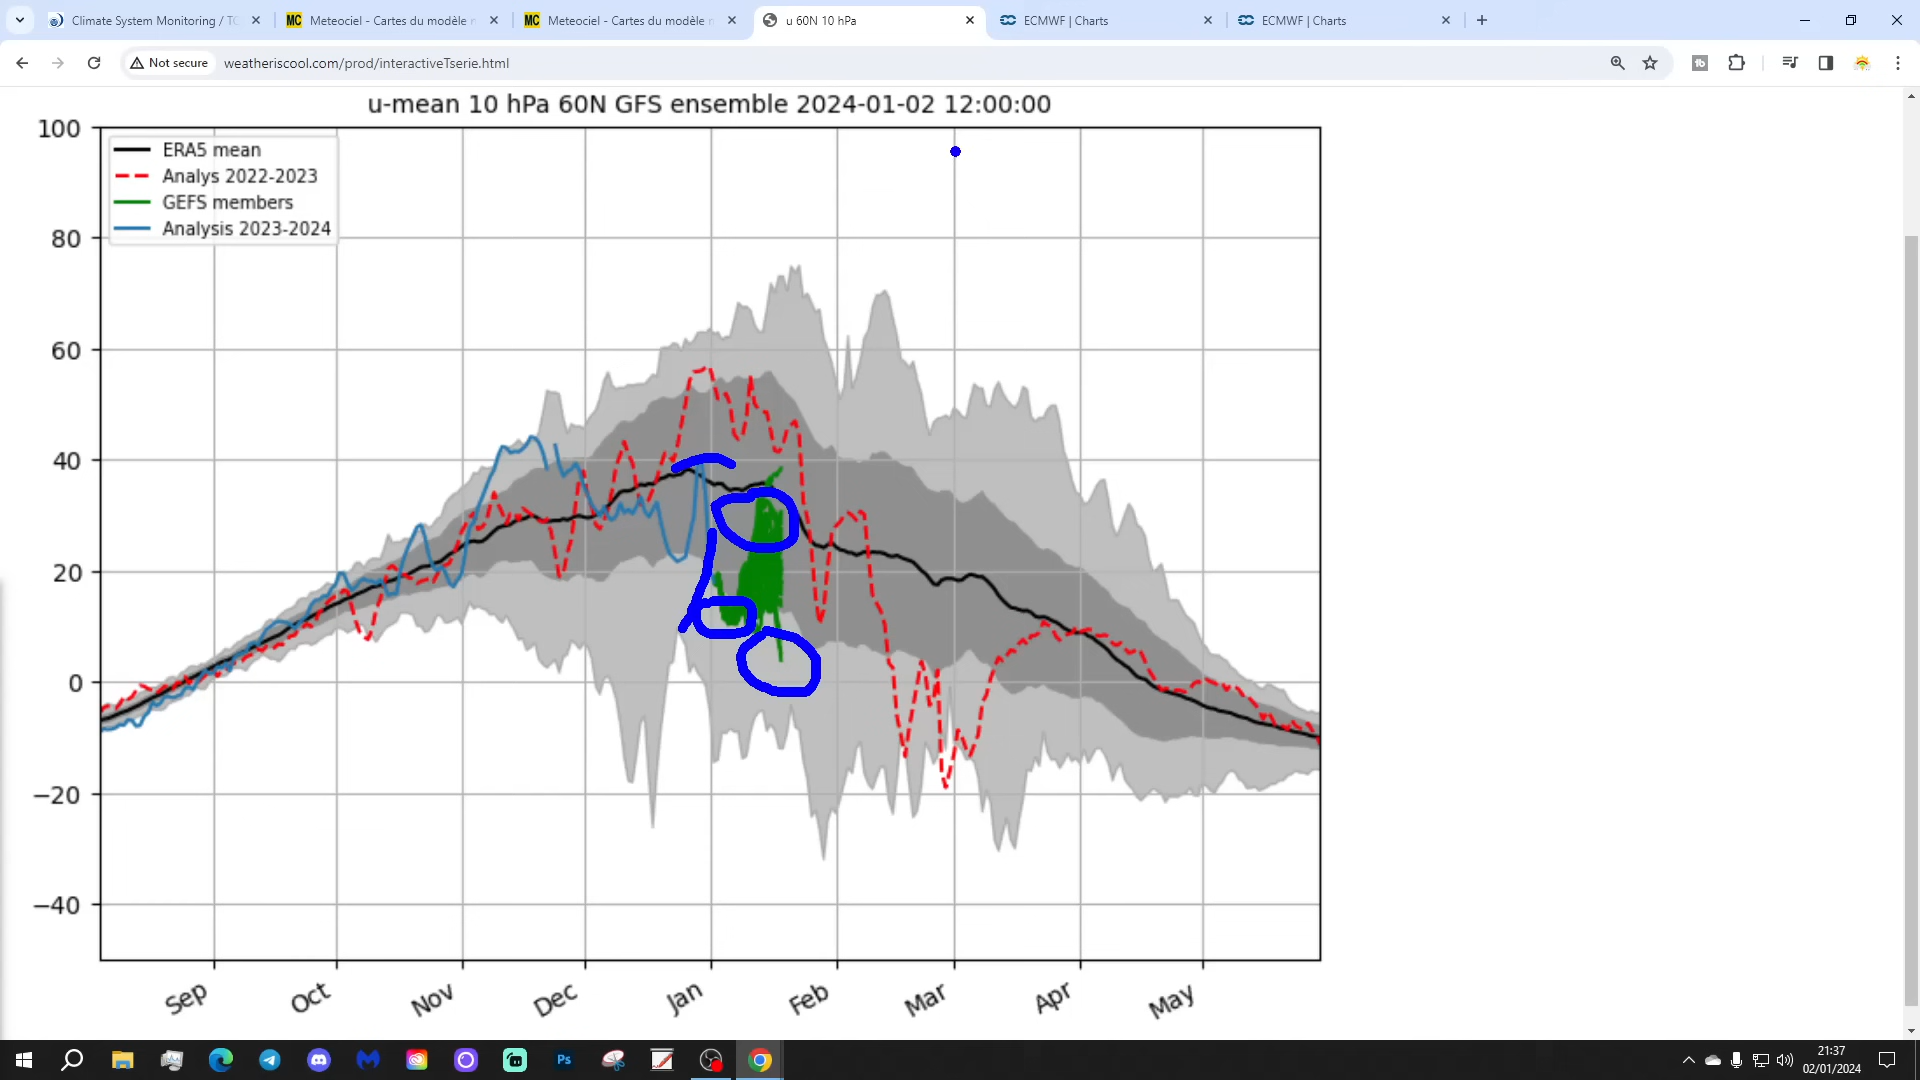 Climate System Monitoring / TC
Meteociel - Cartes du modèle n
Meteociel - Cartes du modèle n
u 60N 10 hPa
ECMWF | Charts
ECMWF | Charts
Not secure
weatheriscool.com/prod/interactiveTserie.html
u-mean 10 hPa 60N GFS ensemble 2024-01-02 12:00:00
ERA5 mean
Analys 2022-2023
GEFS members
Analysis 2023-2024
100
80
60
40
20
0
−20
−40
Sep
Oct
Nov
Dec
Jan
Feb
Mar
Apr
May
21:37
02/01/2024